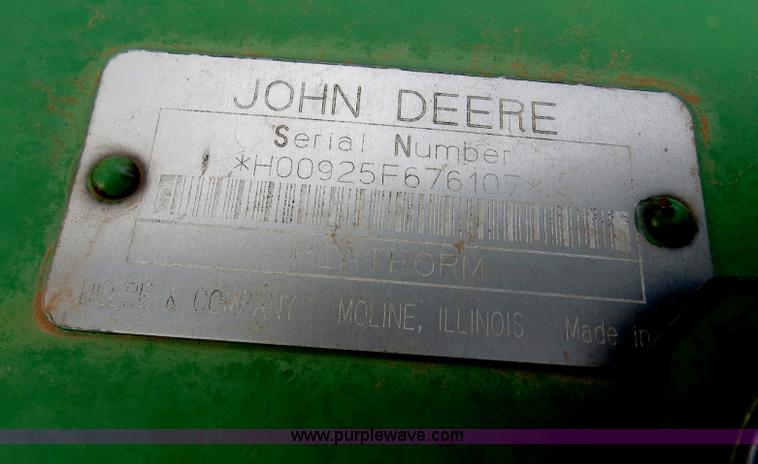 JOHN DEERE
Serial Number
*H00925F676107*
PLATFORM
DEERE & COMPANY MOLINE, ILLINOIS Made in
www.purplewave.com